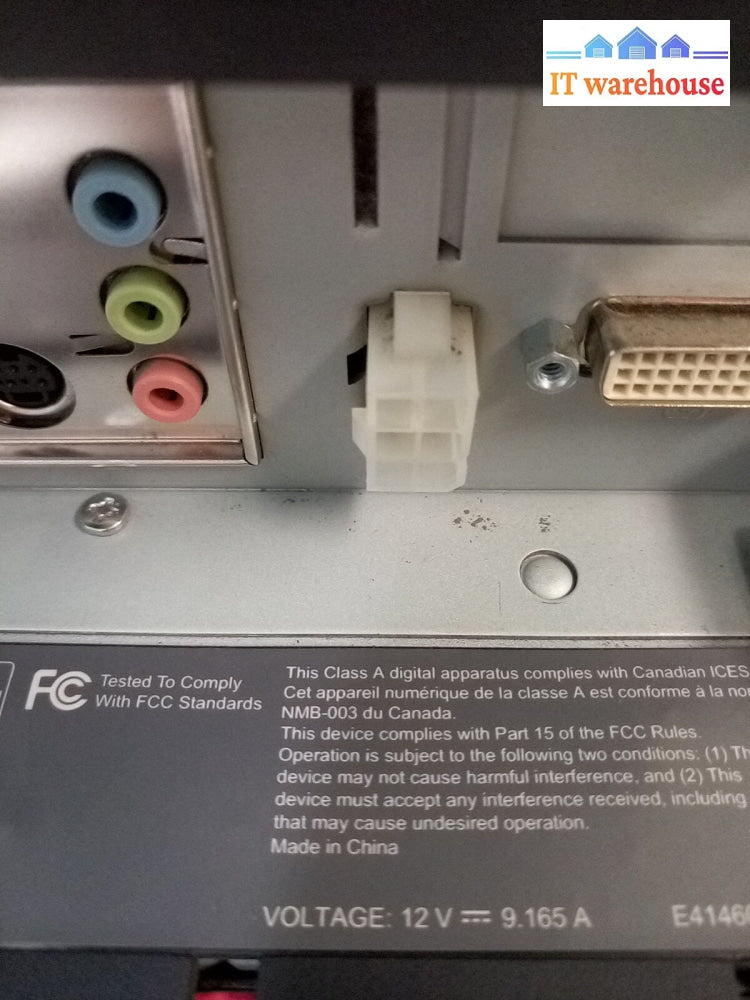 IT warehouse
FC Tested To Comply
With FCC Standards
This Class A digital apparatus complies with Canadian ICES
Cet appareil numérique de la classe A est conforme à la
NMB-003 du Canada.
This device complies with Part 15 of the FCC Rules.
Operation is subject to the following two conditions: (1)
device may not cause harmful interference, and (2) This
device must accept any interference received, including
that may cause undesired operation.
Made in China
VOLTAGE: 12 V ⎓ 9.165 A